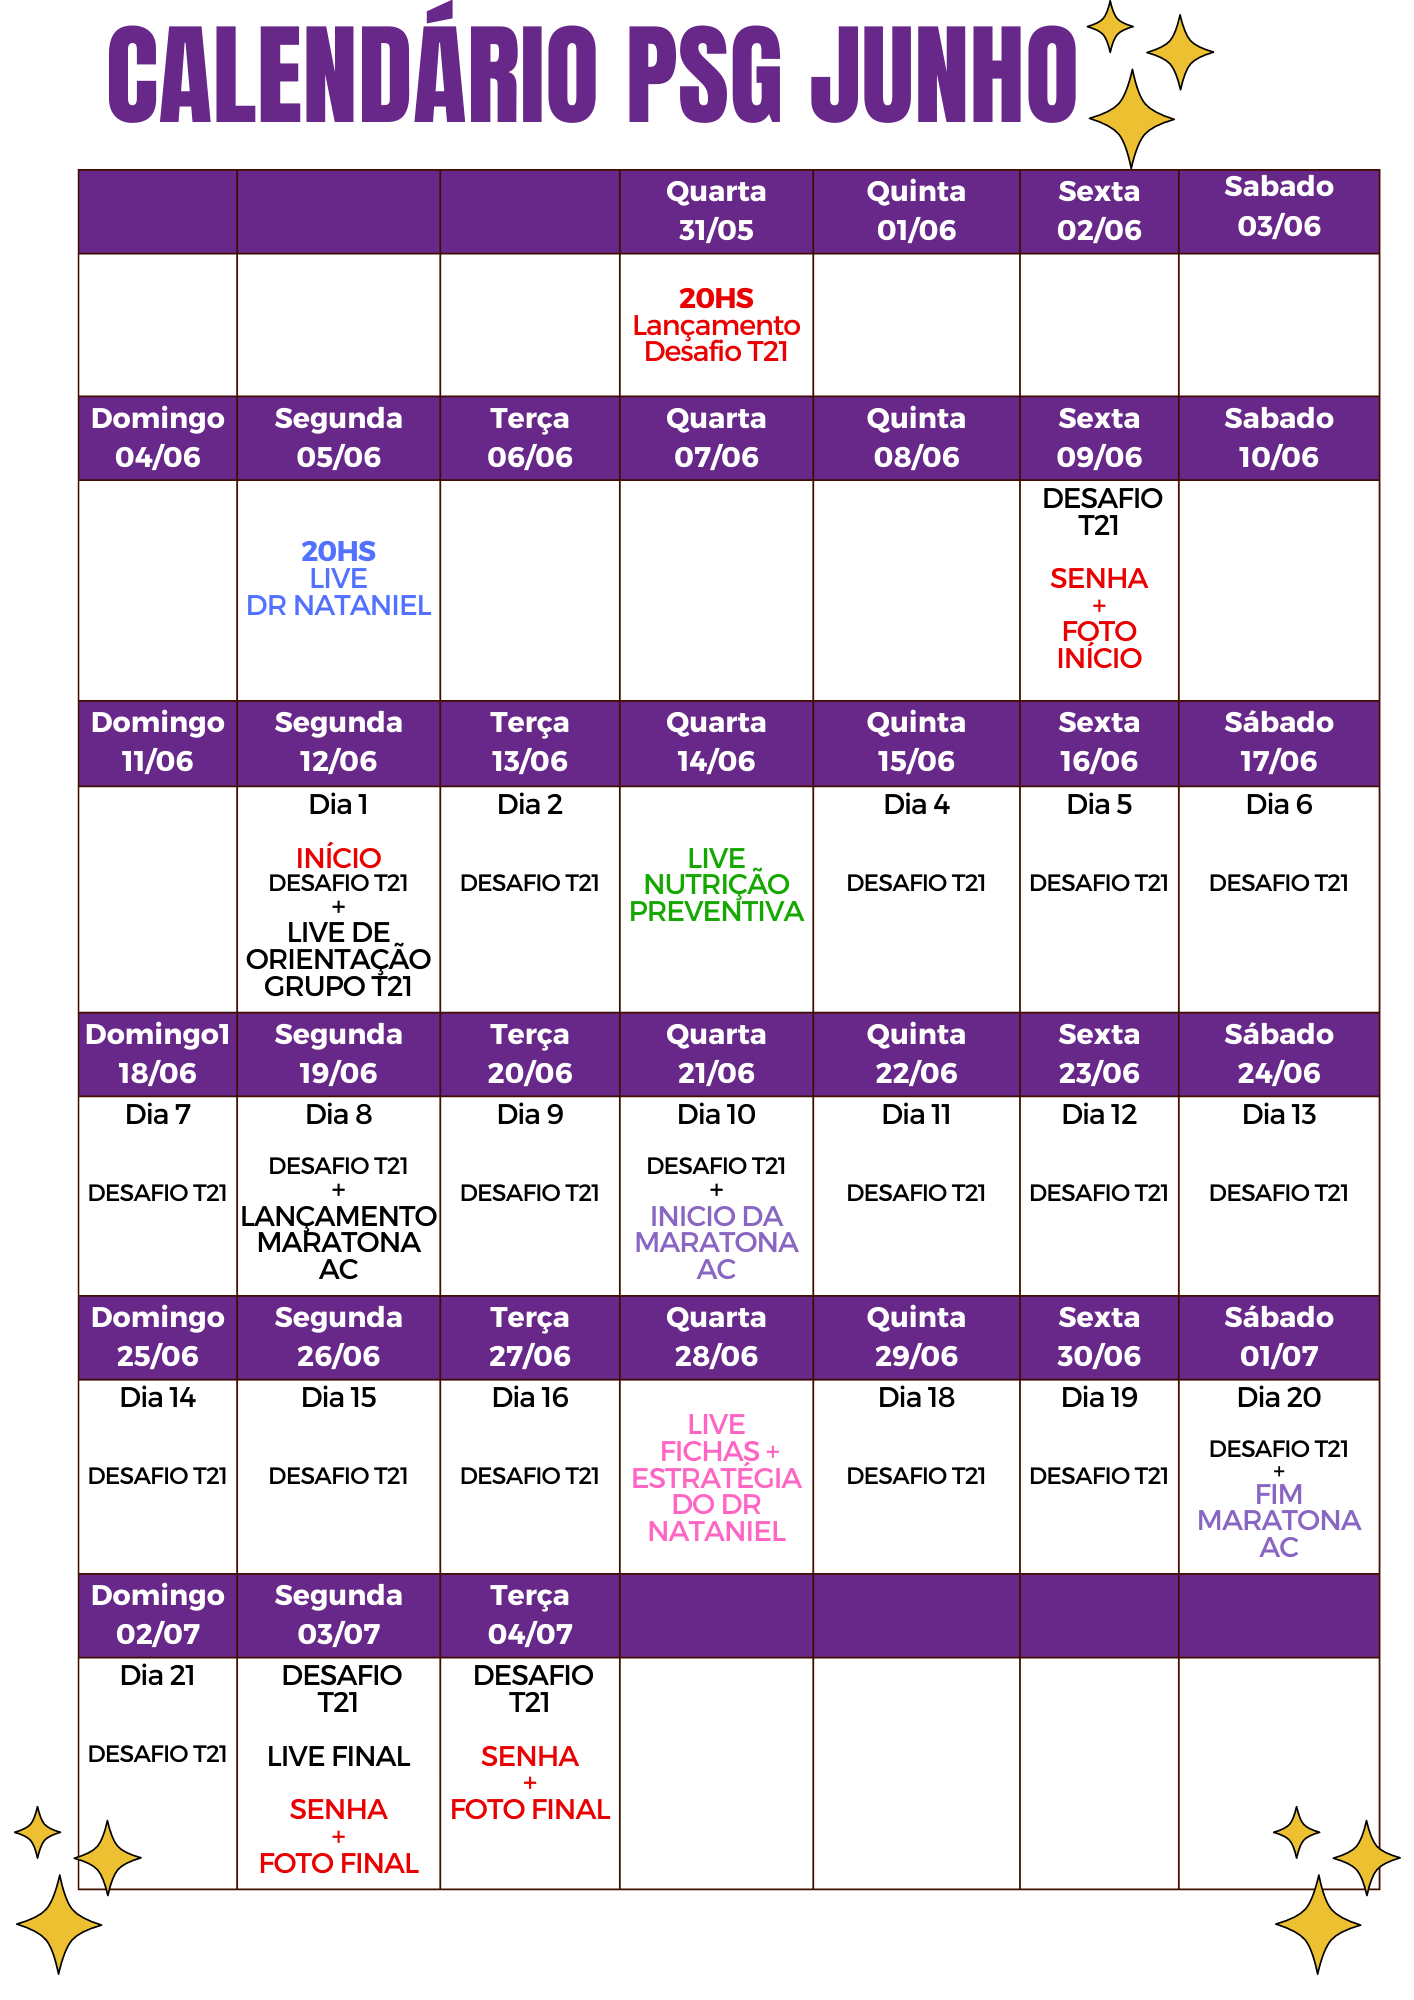 CALENDÁRIO PSG JUNHO
Quarta
31/05
Quinta
01/06
Sexta
02/06
Sabado
03/06
20HS
Lançamento
Desafio T21
Domingo
04/06
Segunda
05/06
Terça
06/06
Quarta
07/06
Quinta
08/06
Sexta
09/06
Sabado
10/06
20HS
LIVE
DR NATANIEL
DESAFIO
T21
SENHA
+
FOTO
INÍCIO
Domingo
11/06
Segunda
12/06
Terça
13/06
Quarta
14/06
Quinta
15/06
Sexta
16/06
Sábado
17/06
Dia 1
INÍCIO
DESAFIO T21
+
LIVE DE
ORIENTAÇÃO
GRUPO T21
Dia 2
DESAFIO T21
LIVE
NUTRIÇÃO
PREVENTIVA
Dia 4
DESAFIO T21
Dia 5
DESAFIO T21
Dia 6
DESAFIO T21
Domingo1
18/06
Segunda
19/06
Terça
20/06
Quarta
21/06
Quinta
22/06
Sexta
23/06
Sábado
24/06
Dia 7
DESAFIO T21
Dia 8
DESAFIO T21
+
LANÇAMENTO
MARATONA
AC
Dia 9
DESAFIO T21
Dia 10
DESAFIO T21
+
INICIO DA
MARATONA
AC
Dia 11
DESAFIO T21
Dia 12
DESAFIO T21
Dia 13
DESAFIO T21
Domingo
25/06
Segunda
26/06
Terça
27/06
Quarta
28/06
Quinta
29/06
Sexta
30/06
Sábado
01/07
Dia 14
DESAFIO T21
Dia 15
DESAFIO T21
Dia 16
DESAFIO T21
LIVE
FICHAS +
ESTRATÉGIA
DO DR
NATANIEL
Dia 18
DESAFIO T21
Dia 19
DESAFIO T21
Dia 20
DESAFIO T21
+
FIM
MARATONA
AC
Domingo
02/07
Segunda
03/07
Terça
04/07
Dia 21
DESAFIO T21
DESAFIO
T21
LIVE FINAL
SENHA
+
FOTO FINAL
DESAFIO
T21
SENHA
+
FOTO FINAL